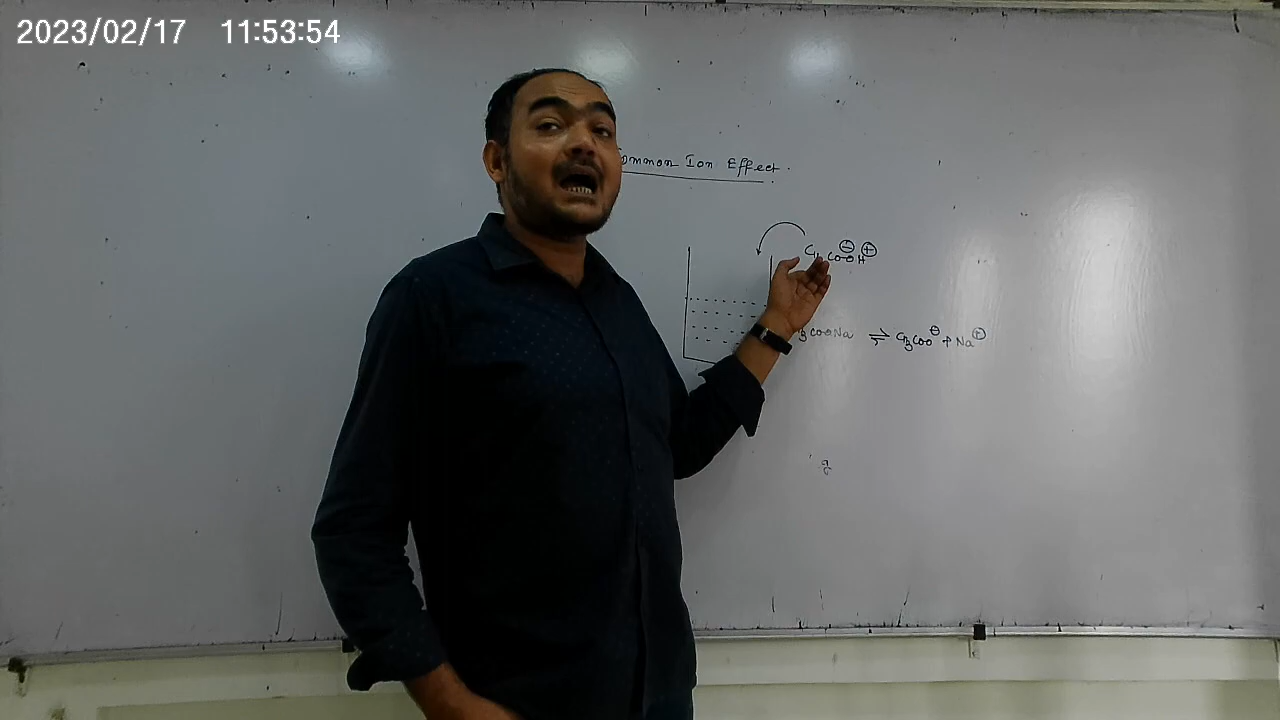 2023/02/17 11:53:54
ommon Ion Effect.
CH3COO⊖H⊕
3COONa ⇌ CH3COO⊖ + Na⊕